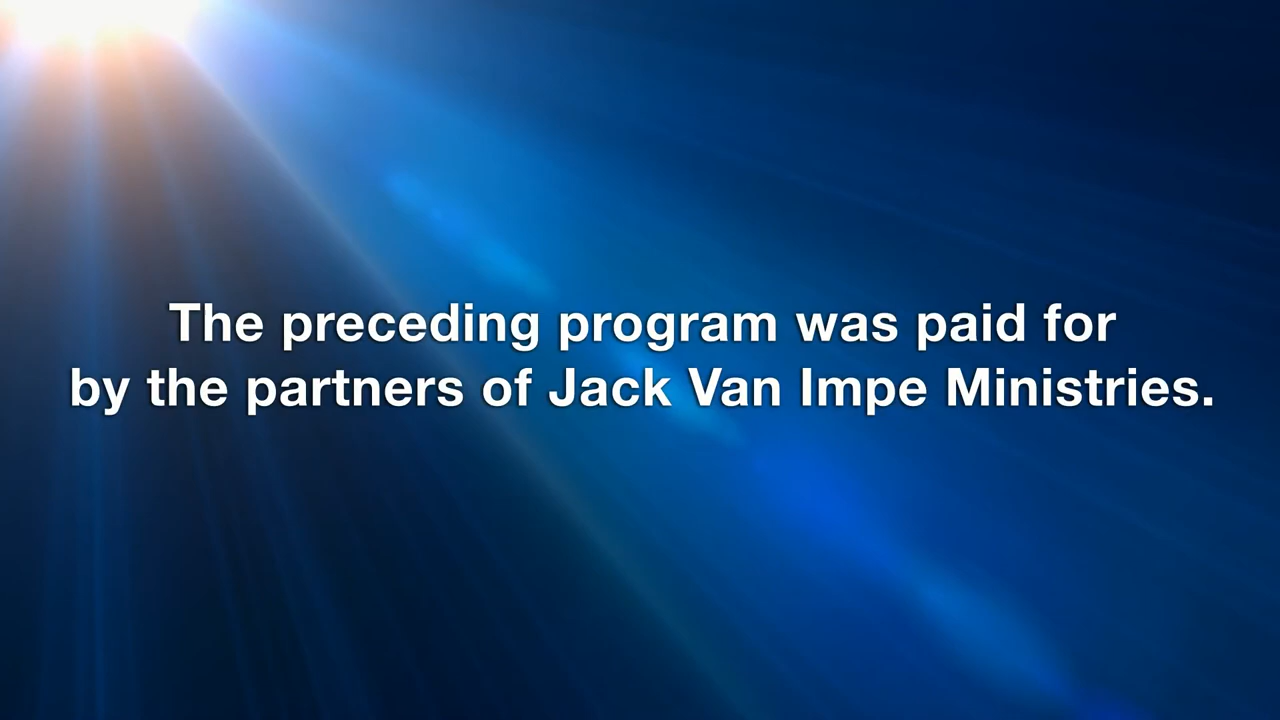 The preceding program was paid for
by the partners of Jack Van Impe Ministries.